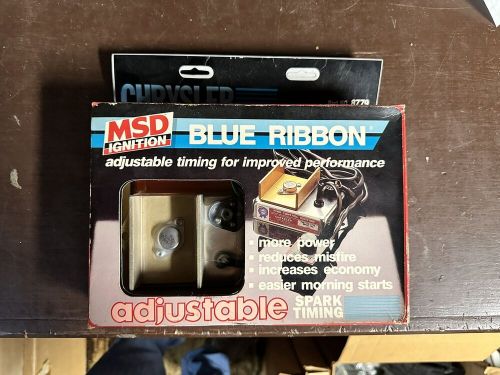 CHRYSLER
8779
MSD
IGNITION
BLUE RIBBON
adjustable timing for improved performance
■ more power
■ reduces misfire
■ increases economy
■ easier morning starts
adjustable
SPARK
TIMING